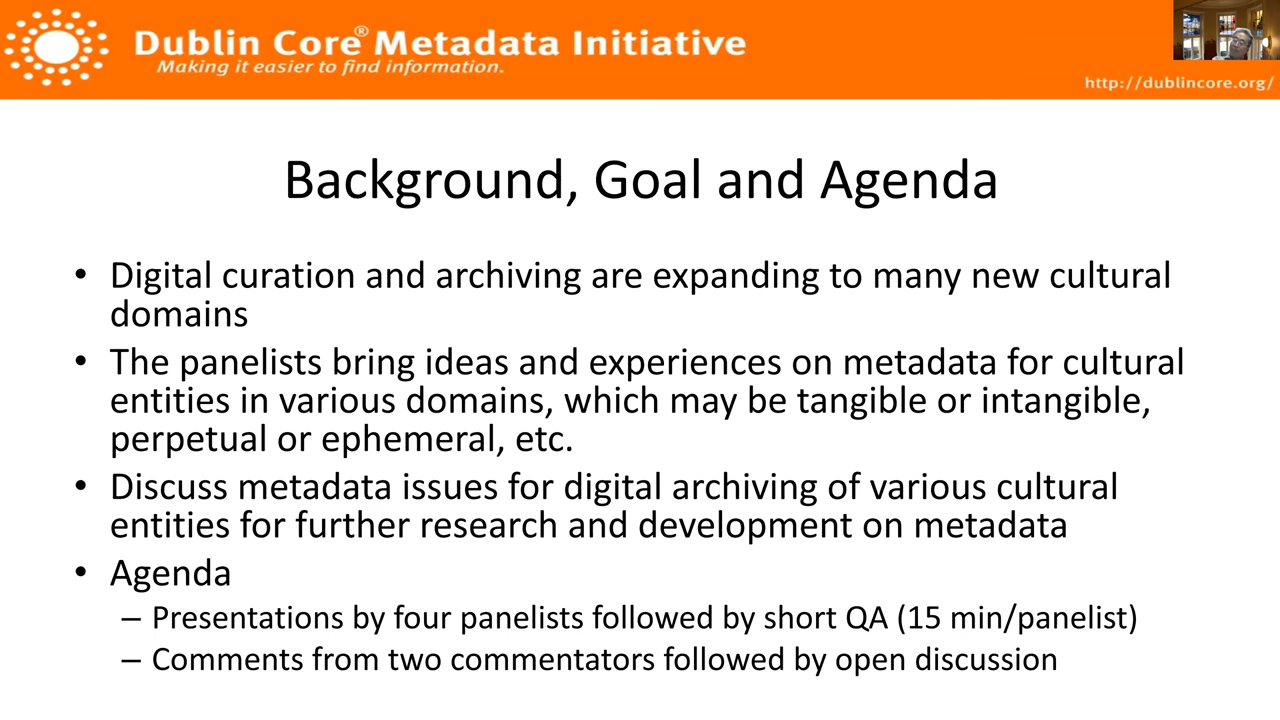 Dublin Core® Metadata Initiative
Making it easier to find information.
http://dublincore.org/
Background, Goal and Agenda
• Digital curation and archiving are expanding to many new cultural
domains
• The panelists bring ideas and experiences on metadata for cultural
entities in various domains, which may be tangible or intangible,
perpetual or ephemeral, etc.
• Discuss metadata issues for digital archiving of various cultural
entities for further research and development on metadata
• Agenda
– Presentations by four panelists followed by short QA (15 min/panelist)
– Comments from two commentators followed by open discussion